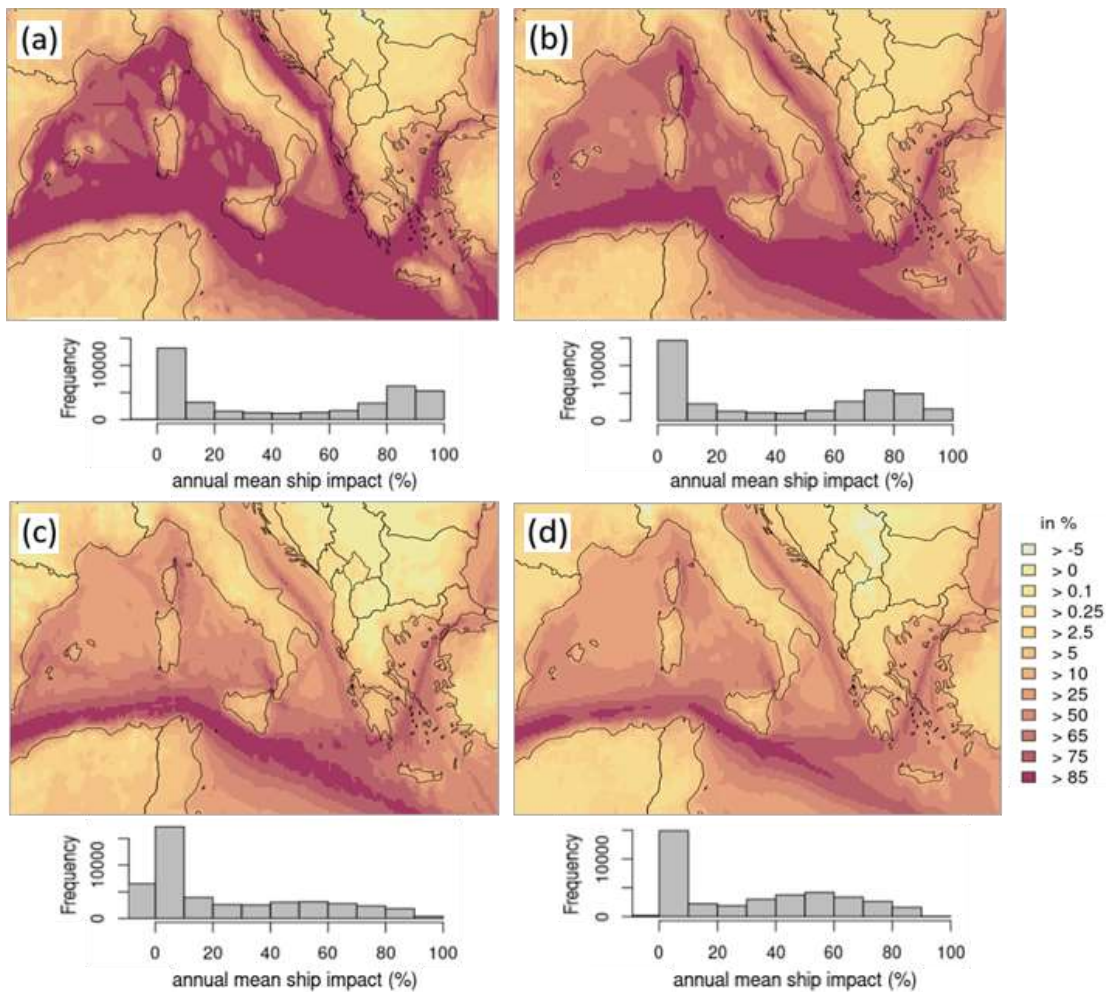 (a)
(b)
Frequency
0 10000
0 20 40 60 80 100
annual mean ship impact (%)
Frequency
0 10000
0 20 40 60 80 100
annual mean ship impact (%)
(c)
(d)
in %
> -5
> 0
> 0.1
> 0.25
> 2.5
> 5
> 10
> 25
> 50
> 65
> 75
> 85
Frequency
0 10000
0 20 40 60 80 100
annual mean ship impact (%)
Frequency
0 10000
0 20 40 60 80 100
annual mean ship impact (%)